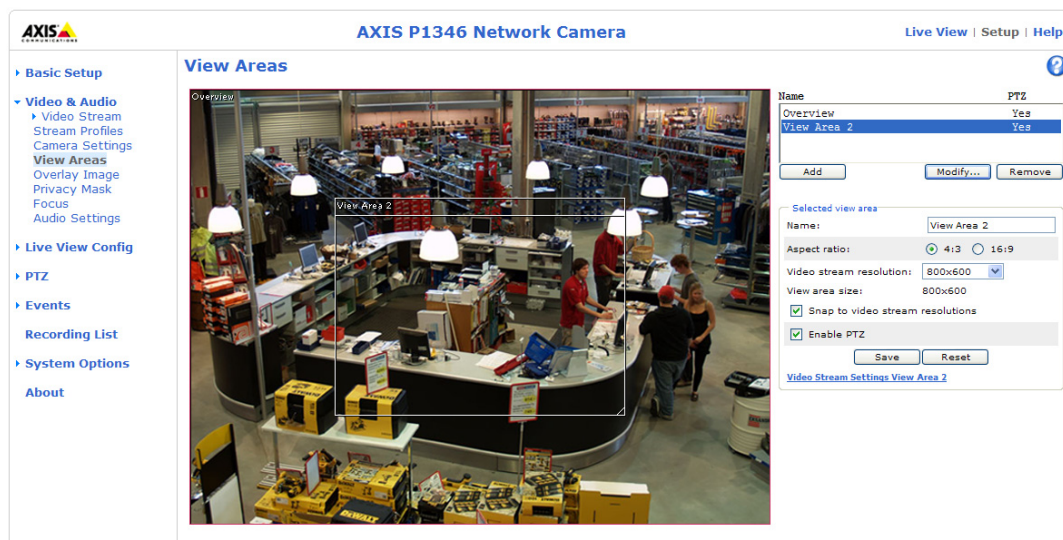 AXIS
COMMUNICATIONS
AXIS P1346 Network Camera
Live View | Setup | Help
Basic Setup
Video & Audio
Video Stream
Stream Profiles
Camera Settings
View Areas
Overlay Image
Privacy Mask
Focus
Audio Settings
Live View Config
PTZ
Events
Recording List
System Options
About
View Areas
?
Overview
View Area 2
DEWALT
Name PTZ
Overview Yes
View Area 2 Yes
Add Modify... Remove
Selected view area
Name: View Area 2
Aspect ratio: 4:3 16:9
Video stream resolution: 800x600
View area size: 800x600
Snap to video stream resolutions
Enable PTZ
Save Reset
Video Stream Settings View Area 2